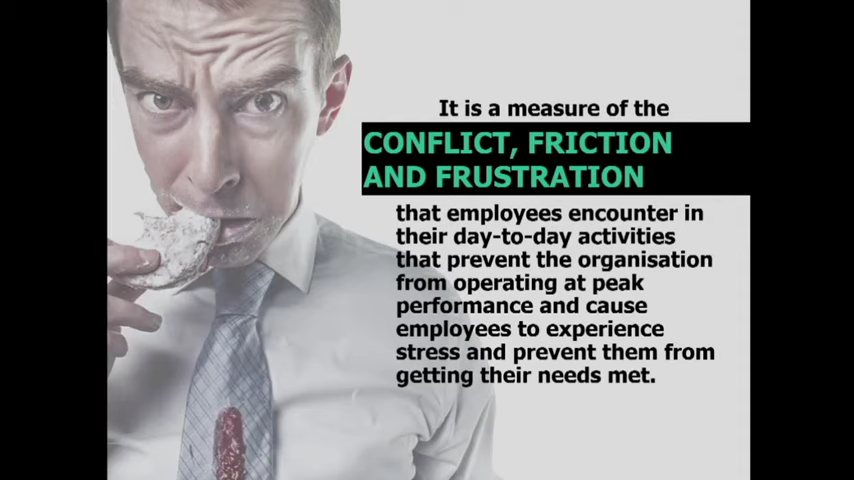 It is a measure of the
CONFLICT, FRICTION
AND FRUSTRATION
that employees encounter in
their day-to-day activities
that prevent the organisation
from operating at peak
performance and cause
employees to experience
stress and prevent them from
getting their needs met.